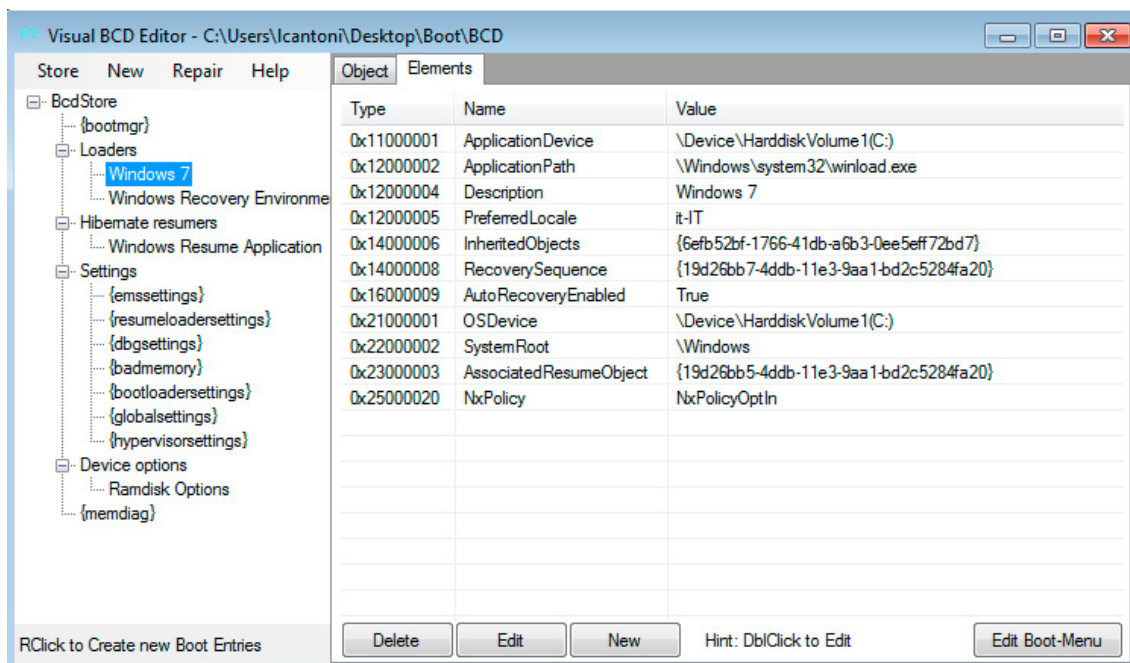 BCD Visual BCD Editor - C:\Users\lcantoni\Desktop\Boot\BCD
Store New Repair Help
BcdStore
{bootmgr}
Loaders
Windows 7
Windows Recovery Environme
Hibernate resumers
Windows Resume Application
Settings
{emssettings}
{resumeloadersettings}
{dbgsettings}
{badmemory}
{bootloadersettings}
{globalsettings}
{hypervisorsettings}
Device options
Ramdisk Options
{memdiag}
RClick to Create new Boot Entries
Object Elements
Type Name Value
0x11000001 ApplicationDevice \Device\HarddiskVolume1(C:)
0x12000002 ApplicationPath \Windows\system32\winload.exe
0x12000004 Description Windows 7
0x12000005 PreferredLocale it-IT
0x14000006 InheritedObjects {6efb52bf-1766-41db-a6b3-0ee5eff72bd7}
0x14000008 RecoverySequence {19d26bb7-4ddb-11e3-9aa1-bd2c5284fa20}
0x16000009 AutoRecoveryEnabled True
0x21000001 OSDevice \Device\HarddiskVolume1(C:)
0x22000002 SystemRoot \Windows
0x23000003 AssociatedResumeObject {19d26bb5-4ddb-11e3-9aa1-bd2c5284fa20}
0x25000020 NxPolicy NxPolicyOptIn
Delete Edit New Hint: DblClick to Edit Edit Boot-Menu